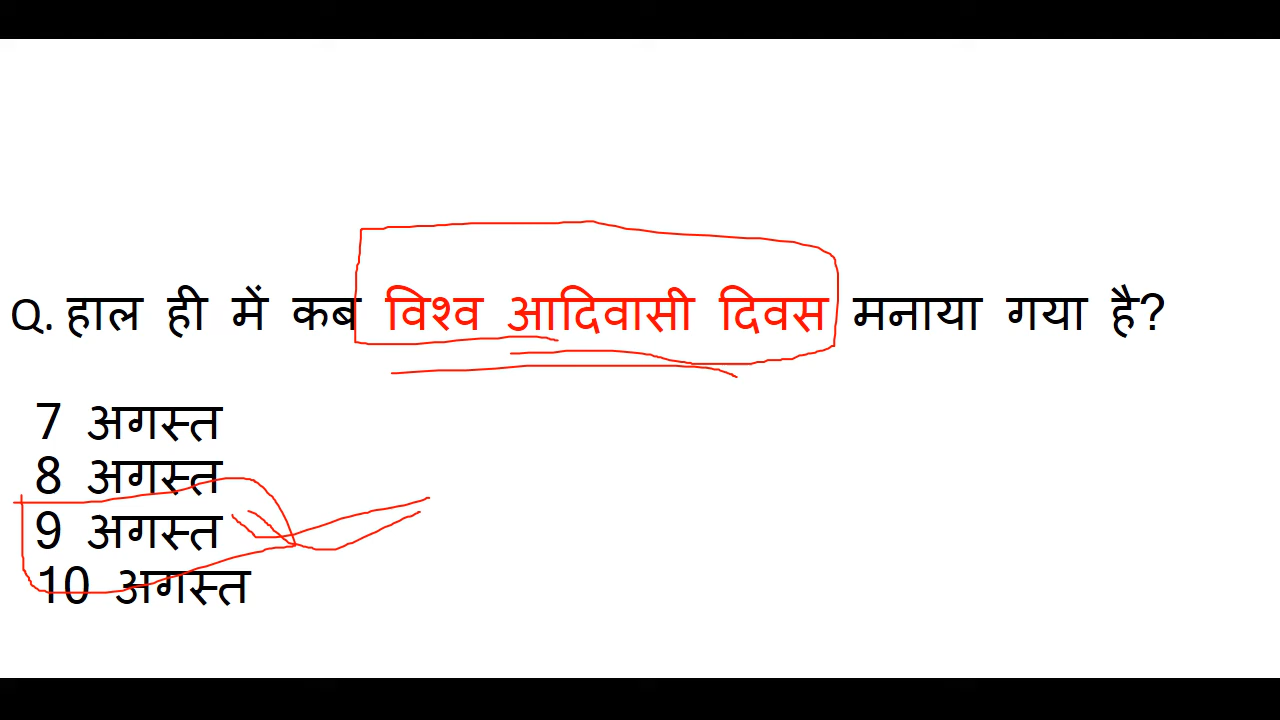 Q. हाल ही में कब विश्व आदिवासी दिवस मनाया गया है?
7 अगस्त
8 अगस्त
9 अगस्त
10 अगस्त